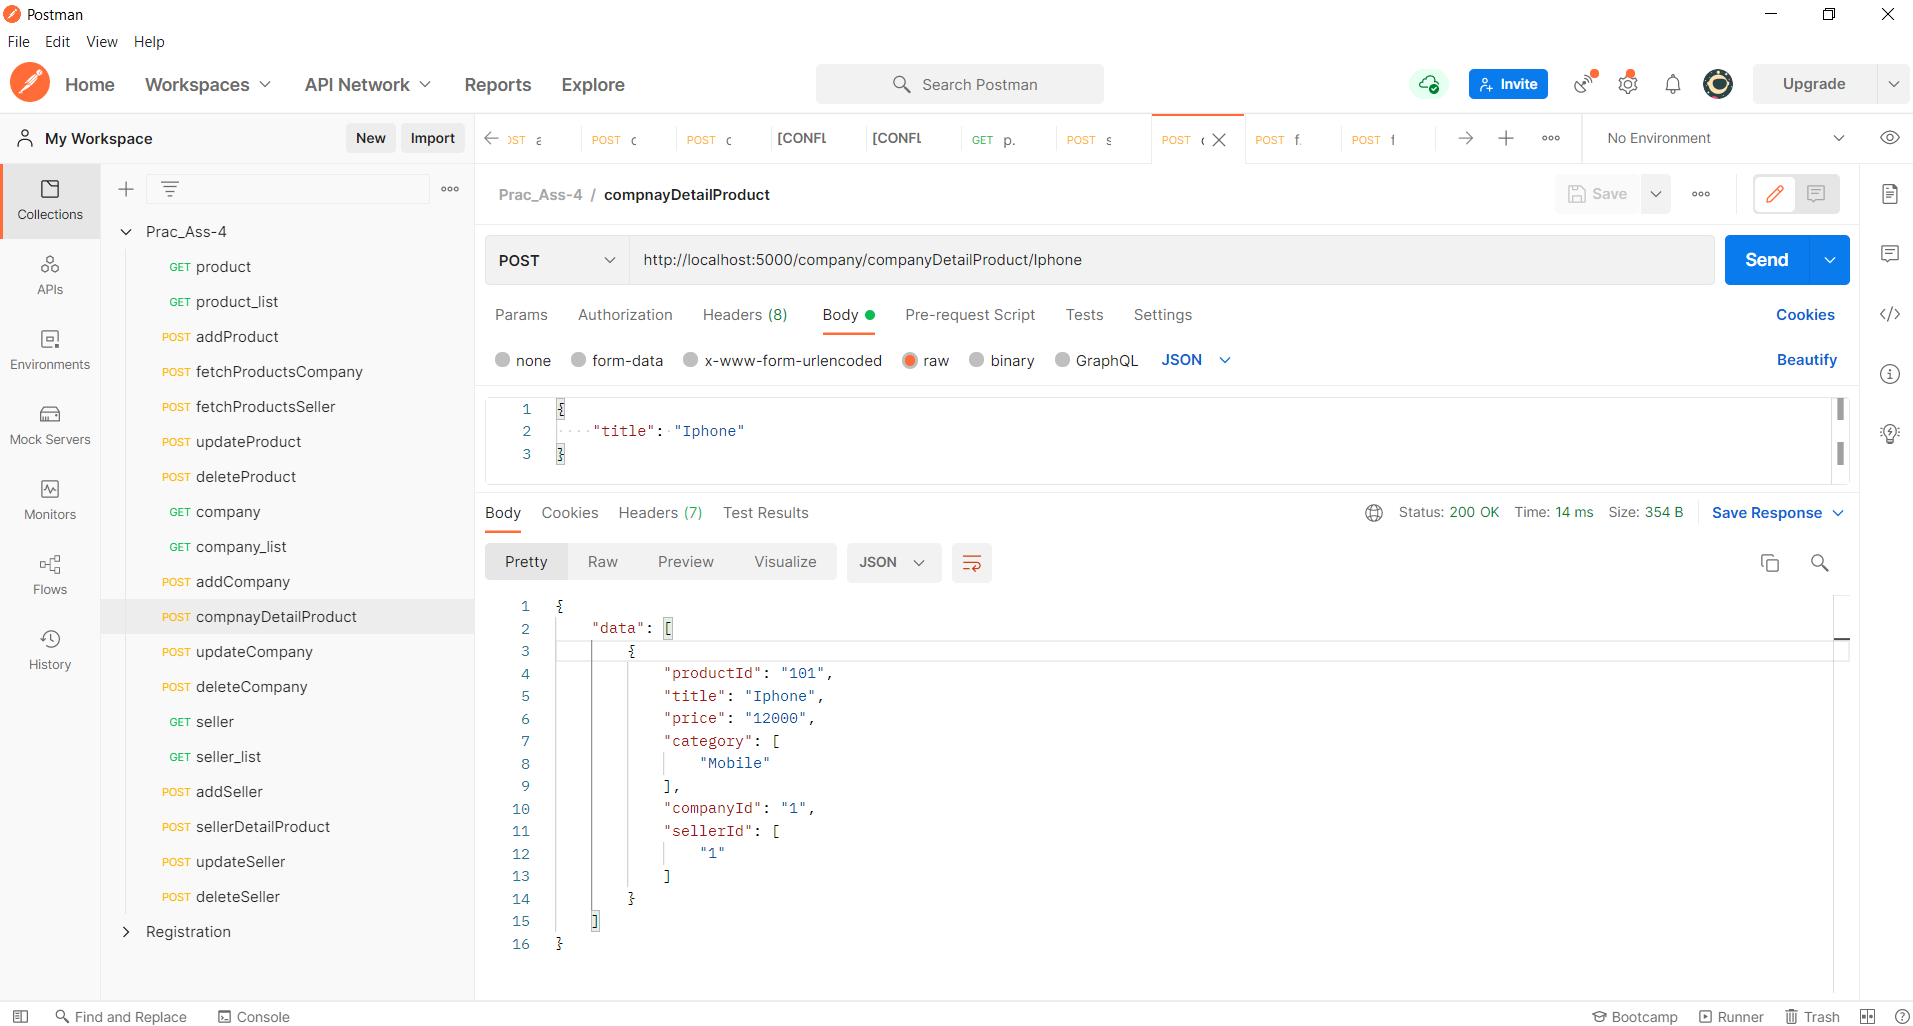 Postman
File Edit View Help
Home Workspaces API Network Reports Explore Search Postman Invite Upgrade
My Workspace New Import
POST POST [CONFL [CONFL GET p. POST s POST POST f. POST f No Environment
Collections
APIs
Environments
Mock Servers
Monitors
Flows
History
Prac_Ass-4
GET product
GET product_list
POST addProduct
POST fetchProductsCompany
POST fetchProductsSeller
POST updateProduct
POST deleteProduct
GET company
GET company_list
POST addCompany
POST compnayDetailProduct
POST updateCompany
POST deleteCompany
GET seller
GET seller_list
POST addSeller
POST sellerDetailProduct
POST updateSeller
POST deleteSeller
Registration
Prac_Ass-4 / compnayDetailProduct Save
POST http://localhost:5000/company/companyDetailProduct/Iphone Send
Params Authorization Headers (8) Body Pre-request Script Tests Settings Cookies
none form-data x-www-form-urlencoded raw binary GraphQL JSON Beautify
1 {
2 "title": "Iphone"
3 }
Body Cookies Headers (7) Test Results Status: 200 OK Time: 14 ms Size: 354 B Save Response
Pretty Raw Preview Visualize JSON
1 {
2 "data": [
3 {
4 "productId": "101",
5 "title": "Iphone",
6 "price": "12000",
7 "category": [
8 "Mobile"
9 ],
10 "companyId": "1",
11 "sellerId": [
12 "1"
13 ]
14 }
15 ]
16 }
Find and Replace Console Bootcamp Runner Trash